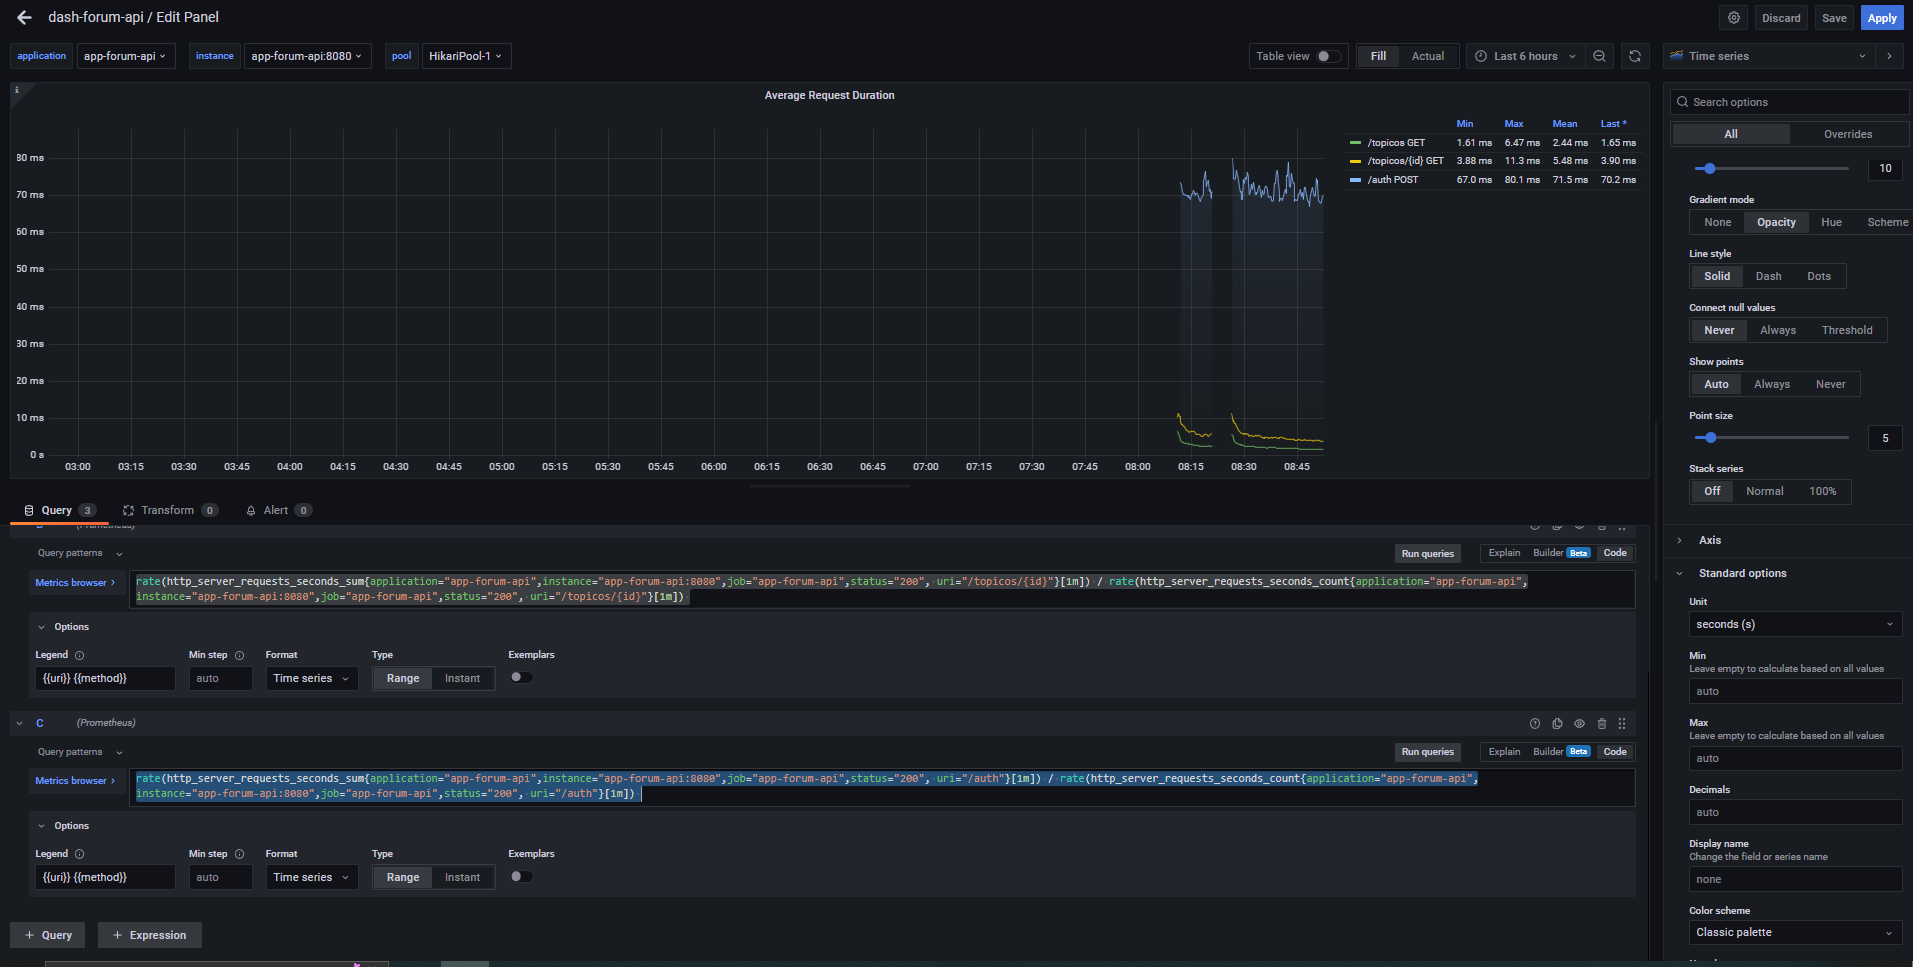 dash-forum-api / Edit Panel
Discard
Save
Apply
application
app-forum-api
instance
app-forum-api:8080
pool
HikariPool-1
Table view
Fill
Actual
Last 6 hours
Time series
Average Request Duration
Min Max Mean Last *
/topicos GET 1.61 ms 6.47 ms 2.44 ms 1.65 ms
/topicos/{id} GET 3.88 ms 11.3 ms 5.48 ms 3.90 ms
/auth POST 67.0 ms 80.1 ms 71.5 ms 70.2 ms
80 ms
70 ms
60 ms
50 ms
40 ms
30 ms
20 ms
10 ms
0 s
03:00 03:15 03:30 03:45 04:00 04:15 04:30 04:45 05:00 05:15 05:30 05:45 06:00 06:15 06:30 06:45 07:00 07:15 07:30 07:45 08:00 08:15 08:30 08:45
Query 3
Transform 0
Alert 0
(Prometheus)
Query patterns
Run queries
Explain
Builder Beta
Code
Metrics browser >
rate(http_server_requests_seconds_sum{application="app-forum-api",instance="app-forum-api:8080",job="app-forum-api",status="200", uri="/topicos/{id}"}[1m]) / rate(http_server_requests_seconds_count{application="app-forum-api",
instance="app-forum-api:8080",job="app-forum-api",status="200", uri="/topicos/{id}"}[1m])
Options
Legend
Min step
Format
Type
Exemplars
{{uri}} {{method}}
auto
Time series
Range
Instant
C (Prometheus)
Query patterns
Run queries
Explain
Builder Beta
Code
Metrics browser >
rate(http_server_requests_seconds_sum{application="app-forum-api",instance="app-forum-api:8080",job="app-forum-api",status="200", uri="/auth"}[1m]) / rate(http_server_requests_seconds_count{application="app-forum-api",
instance="app-forum-api:8080",job="app-forum-api",status="200", uri="/auth"}[1m])
Options
Legend
Min step
Format
Type
Exemplars
{{uri}} {{method}}
auto
Time series
Range
Instant
+ Query
+ Expression
Search options
All
Overrides
10
Gradient mode
None
Opacity
Hue
Scheme
Line style
Solid
Dash
Dots
Connect null values
Never
Always
Threshold
Show points
Auto
Always
Never
Point size
5
Stack series
Off
Normal
100%
Axis
Standard options
Unit
seconds (s)
Min
Leave empty to calculate based on all values
auto
Max
Leave empty to calculate based on all values
auto
Decimals
auto
Display name
Change the field or series name
none
Color scheme
Classic palette